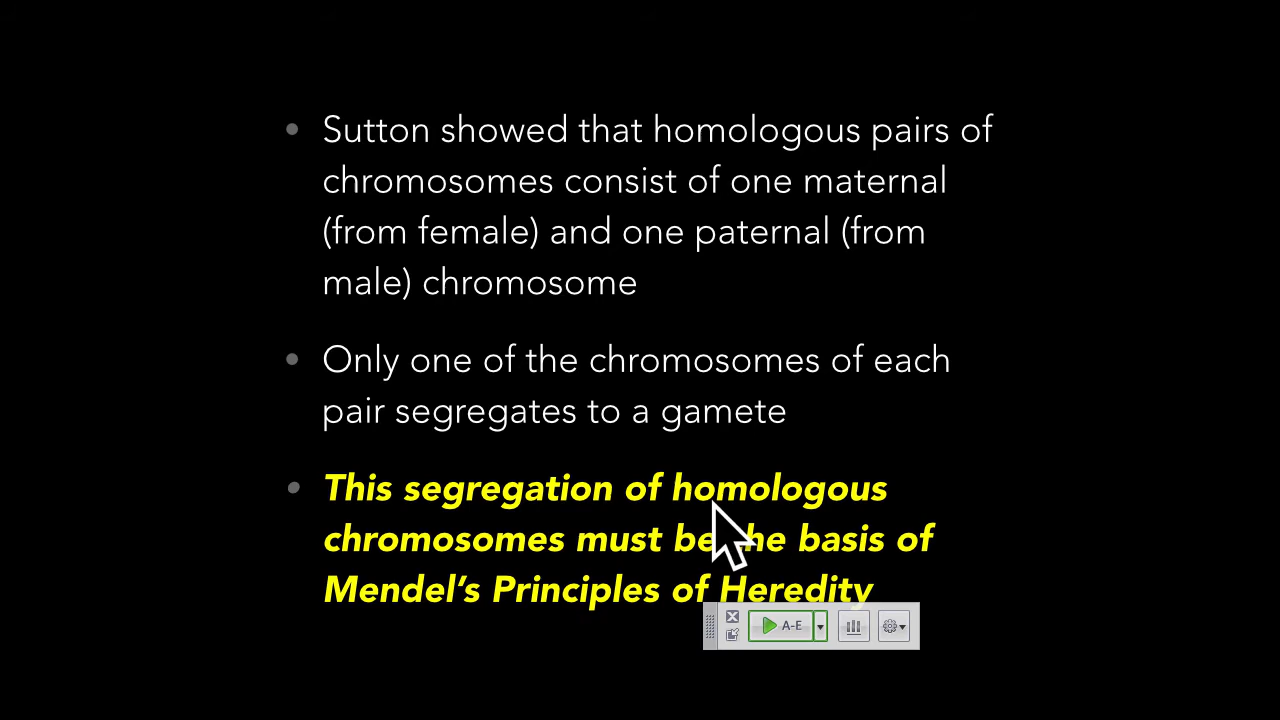 • Sutton showed that homologous pairs of
chromosomes consist of one maternal
(from female) and one paternal (from
male) chromosome
• Only one of the chromosomes of each
pair segregates to a gamete
• This segregation of homologous
chromosomes must be the basis of
Mendel's Principles of Heredity
A-E